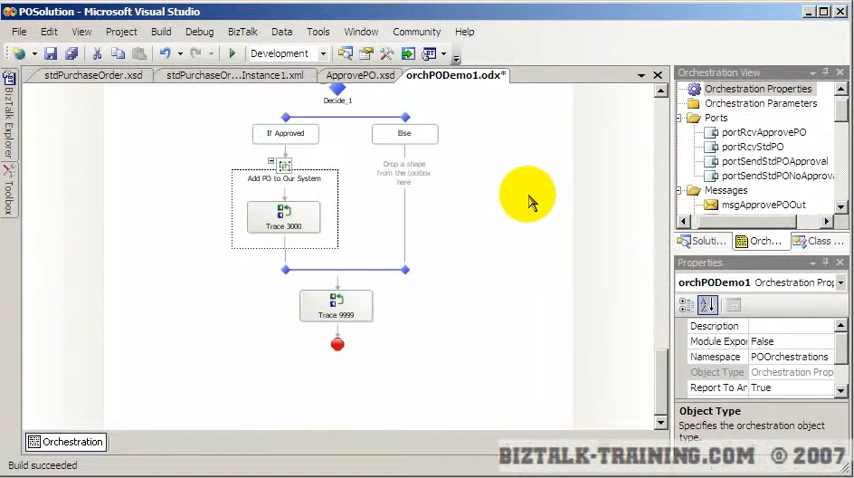 POSolution - Microsoft Visual Studio
File Edit View Project Build Debug BizTalk Data Tools Window Community Help
Development
stdPurchaseOrder.xsd stdPurchaseOr...Instance1.xml ApprovePO.xsd orchPODemo1.odx*
BizTalk Explorer
Toolbox
Decide_1
If Approved
Else
Add PO to Our System
Drop a shape
from the toolbox
here
Trace 3000
Trace 9999
Orchestration
Build succeeded
Orchestration View
Orchestration Properties
Orchestration Parameters
Ports
portRcvApprovePO
portRcvStdPO
portSendStdPOApproval
portSendStdPONoApprova
Messages
msgApprovePOOut
Soluti... Orch... Class ...
Properties
orchPODemo1 Orchestration Prop
Description
Module Expor False
Namespace POOrchestrations
Object Type Orchestration Prop
Report To An True
Object Type
Specifies the orchestration object
type.
BIZTALK-TRAINING.COM © 2007